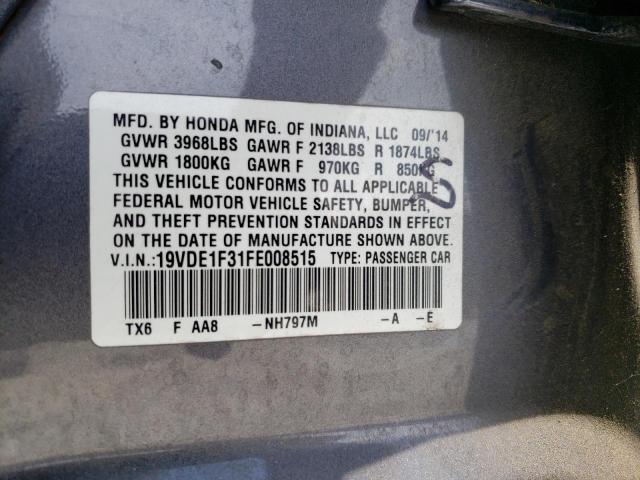 MFD. BY HONDA MFG. OF INDIANA, LLC 09/'14
GVWR 3968LBS GAWR F 2138LBS R 1874LBS
GVWR 1800KG GAWR F 970KG R 850KG
THIS VEHICLE CONFORMS TO ALL APPLICABLE
FEDERAL MOTOR VEHICLE SAFETY, BUMPER,
AND THEFT PREVENTION STANDARDS IN EFFECT
ON THE DATE OF MANUFACTURE SHOWN ABOVE.
V.I.N.:19VDE1F31FE008515 TYPE: PASSENGER CAR
TX6 F AA8 -NH797M -A -E